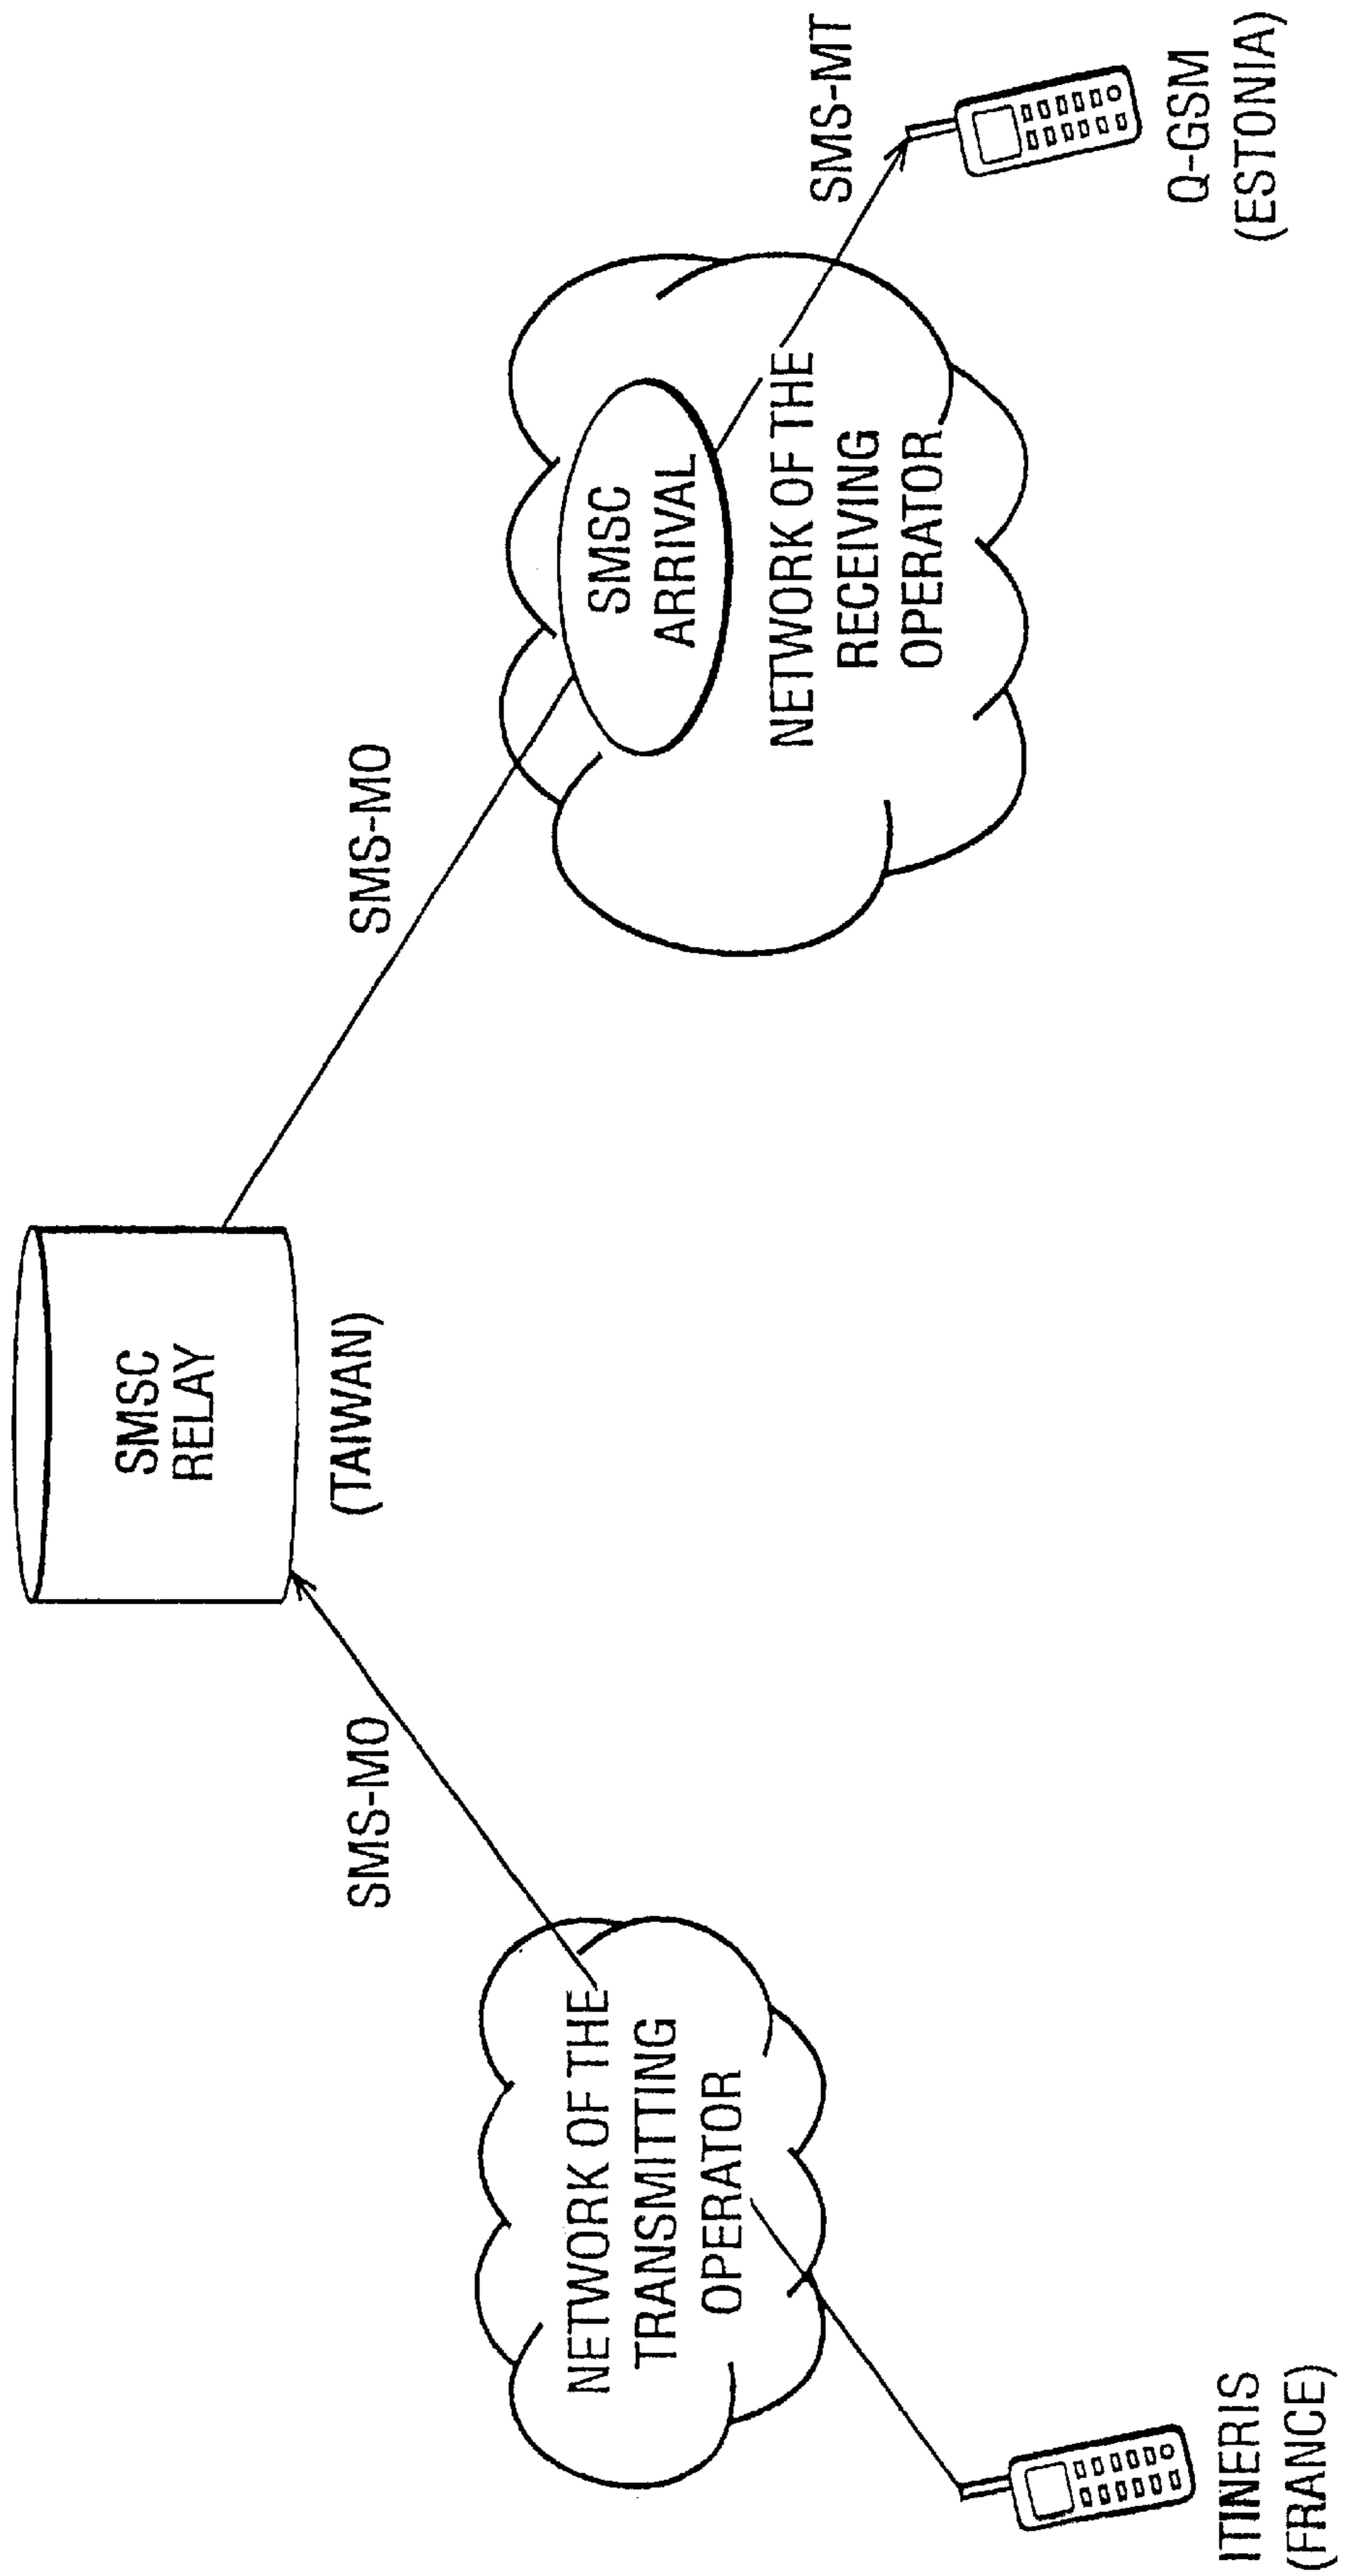 SMSC
RELAY
(TAIWAN)
SMS-MO
SMS-MO
NETWORK OF THE
TRANSMITTING
OPERATOR
SMSC
ARRIVAL
NETWORK OF THE
RECEIVING
OPERATOR
SMS-MT
ITINERIS
(FRANCE)
Q-GSM
(ESTONIA)